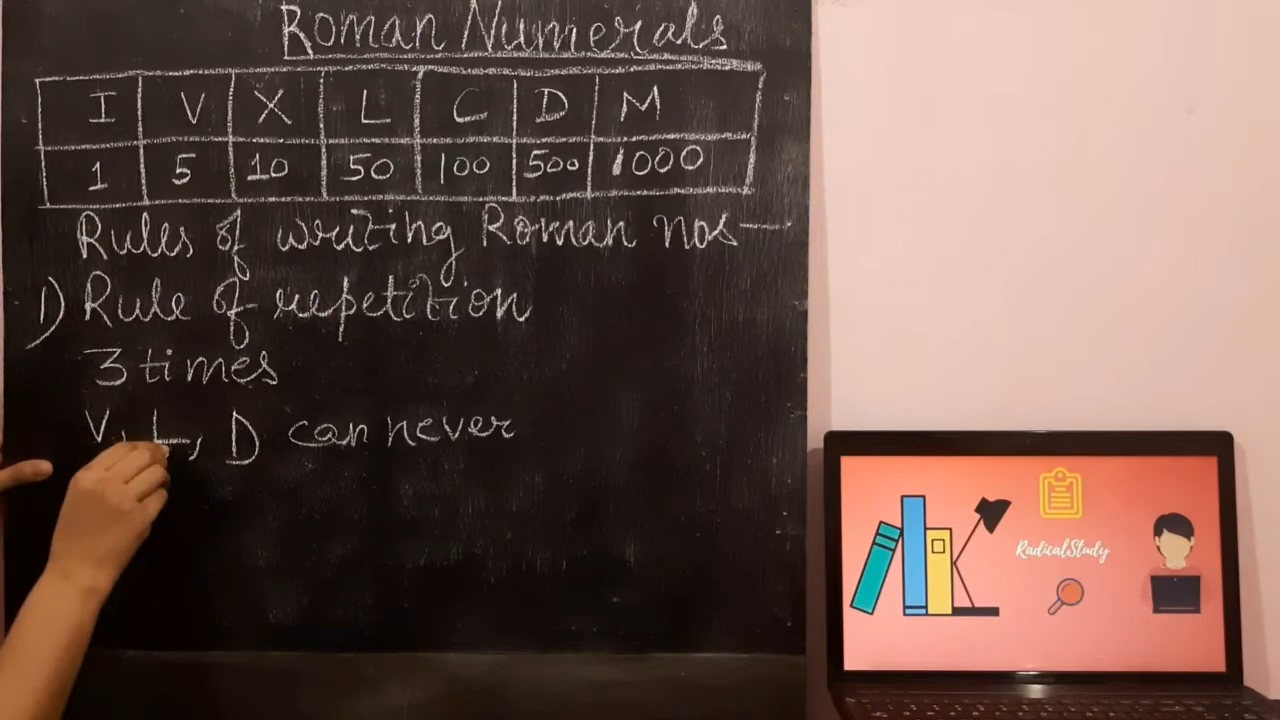 Roman Numerals
I V X L C D M
1 5 10 50 100 500 1000
Rules of writing Roman nos—
1) Rule of repetition
3 times
V, L, D can never
RadicalStudy